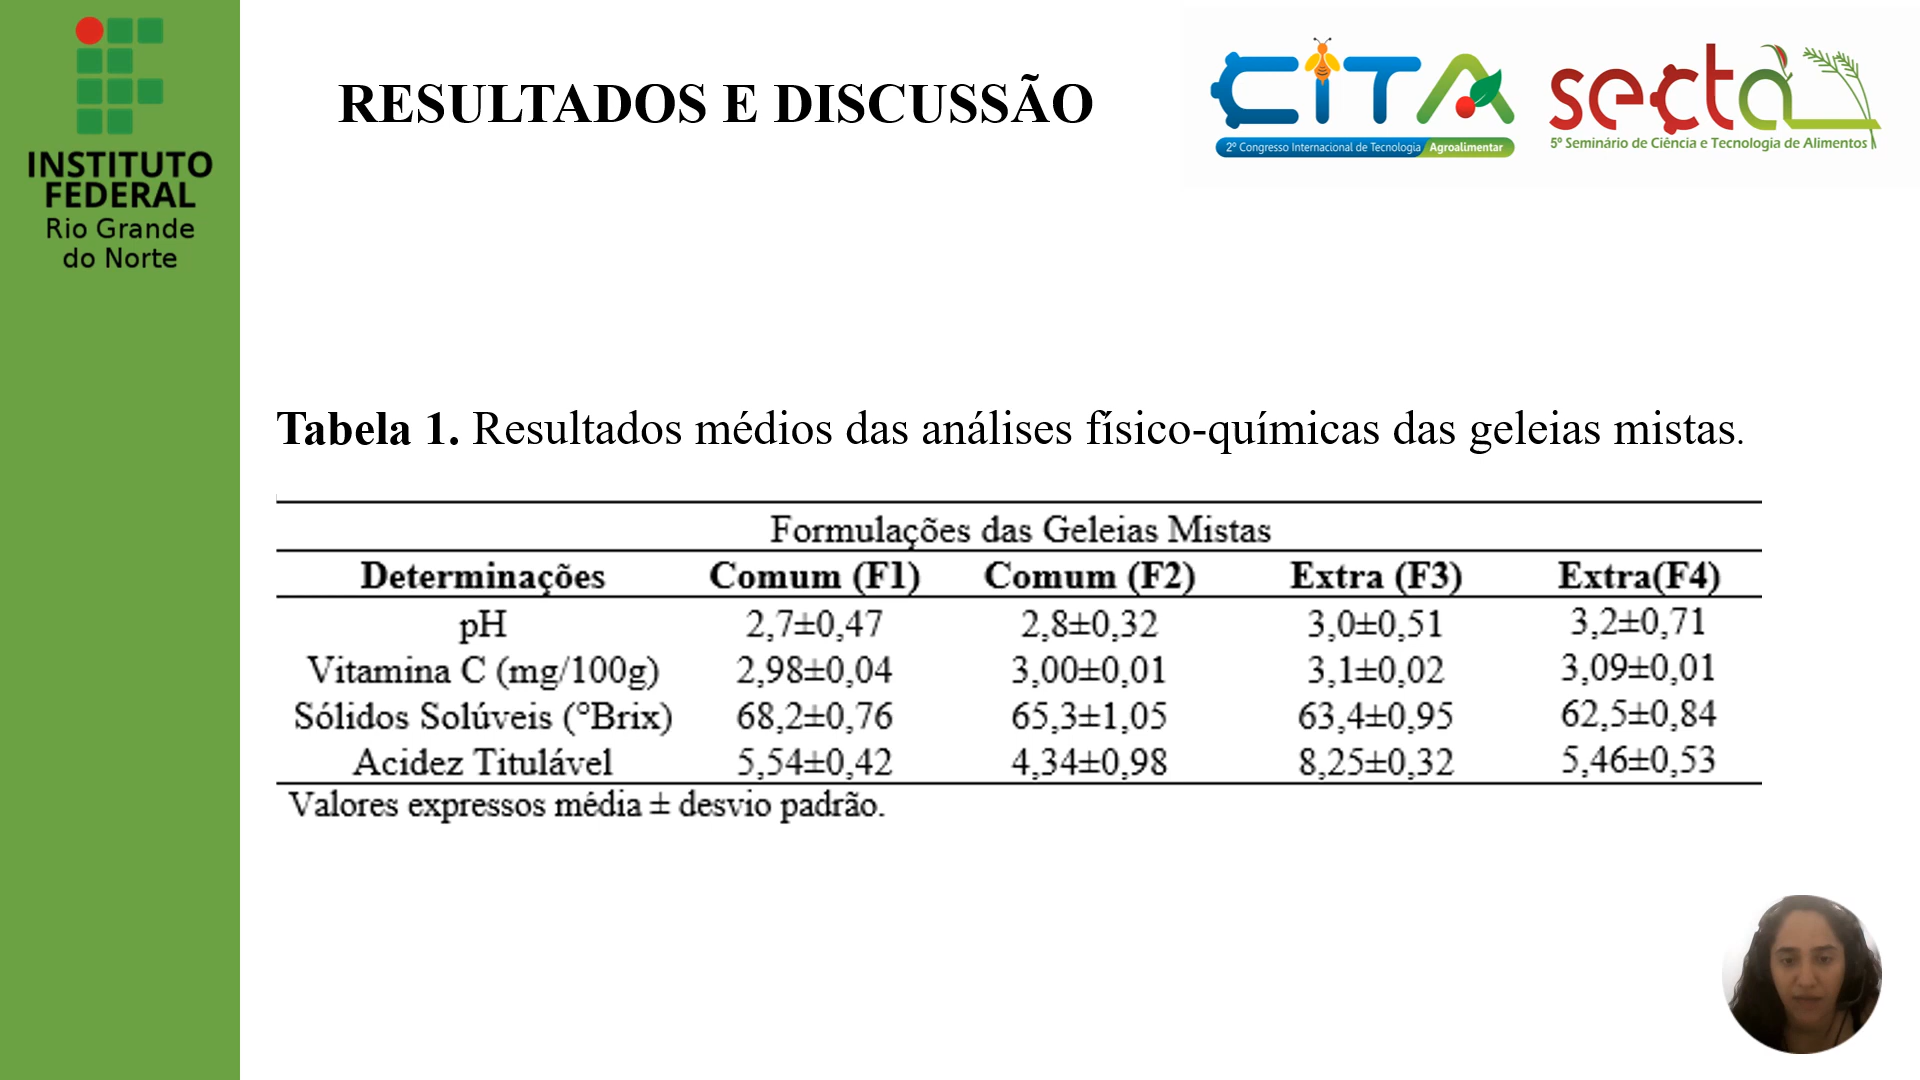 INSTITUTO
FEDERAL
Rio Grande
do Norte
RESULTADOS E DISCUSSÃO
CiTA
2º Congresso Internacional de Tecnologia Agroalimentar
secta
5º Seminário de Ciência e Tecnologia de Alimentos
Tabela 1. Resultados médios das análises físico-químicas das geleias mistas.
Formulações das Geleias Mistas
Determinações Comum (F1) Comum (F2) Extra (F3) Extra(F4)
pH 2,7±0,47 2,8±0,32 3,0±0,51 3,2±0,71
Vitamina C (mg/100g) 2,98±0,04 3,00±0,01 3,1±0,02 3,09±0,01
Sólidos Solúveis (°Brix) 68,2±0,76 65,3±1,05 63,4±0,95 62,5±0,84
Acidez Titulável 5,54±0,42 4,34±0,98 8,25±0,32 5,46±0,53
Valores expressos média ± desvio padrão.